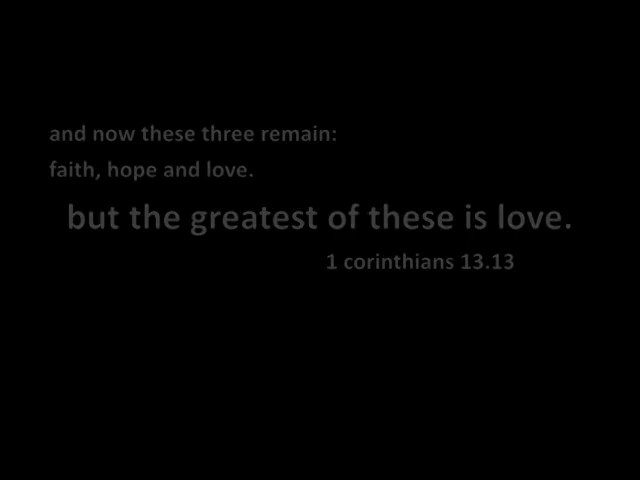 and now these three remain:
faith, hope and love.
but the greatest of these is love.
1 corinthians 13.13